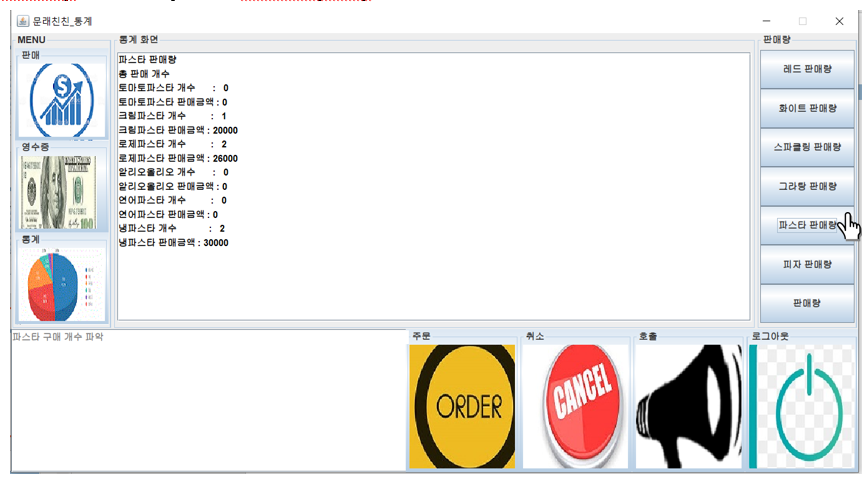 문래친친_통계
MENU
판매
영수증
통계
통계 화면
파스타 판매량
총 판매 개수
토마토파스타 개수 : 0
토마토파스타 판매금액 : 0
크림파스타 개수 : 1
크림파스타 판매금액 : 20000
로제파스타 개수 : 2
로제파스타 판매금액 : 26000
알리오올리오 개수 : 0
알리오올리오 판매금액 : 0
연어파스타 개수 : 0
연어파스타 판매금액 : 0
냉파스타 개수 : 2
냉파스타 판매금액 : 30000
판매량
레드 판매량
화이트 판매량
스파클링 판매량
그라탕 판매량
파스타 판매량
피자 판매량
판매량
파스타 구매 개수 파악
주문
ORDER
취소
CANCEL
호출
로그아웃